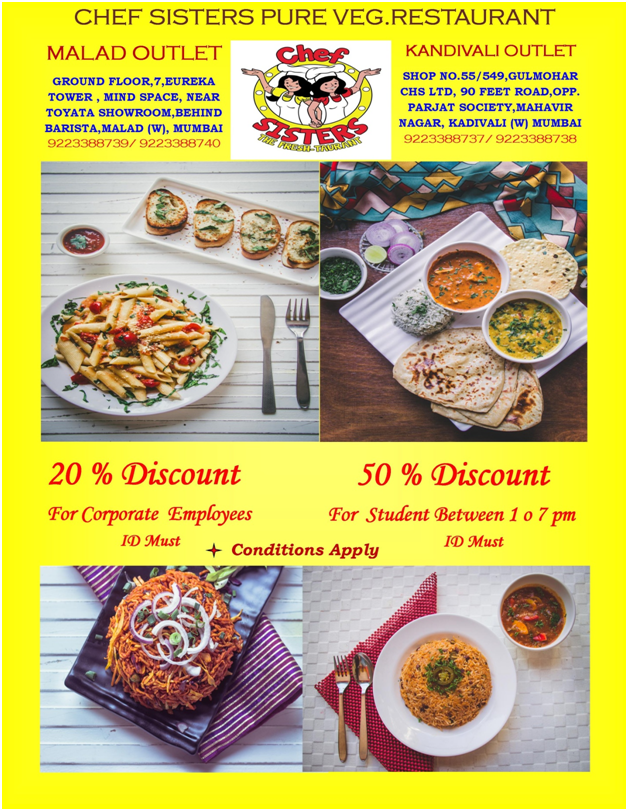 CHEF SISTERS PURE VEG.RESTAURANT
MALAD OUTLET
GROUND FLOOR,7,EUREKA
TOWER , MIND SPACE, NEAR
TOYATA SHOWROOM,BEHIND
BARISTA,MALAD (W), MUMBAI
9223388739/ 9223388740
Chef
SISTERS
THE FRESH-TAURANT
KANDIVALI OUTLET
SHOP NO.55/549,GULMOHAR
CHS LTD, 90 FEET ROAD,OPP.
PARJAT SOCIETY,MAHAVIR
NAGAR, KADIVALI (W) MUMBAI
9223388737/ 9223388738
20 % Discount
For Corporate Employees
ID Must
50 % Discount
For Student Between 1 o 7 pm
ID Must
Conditions Apply